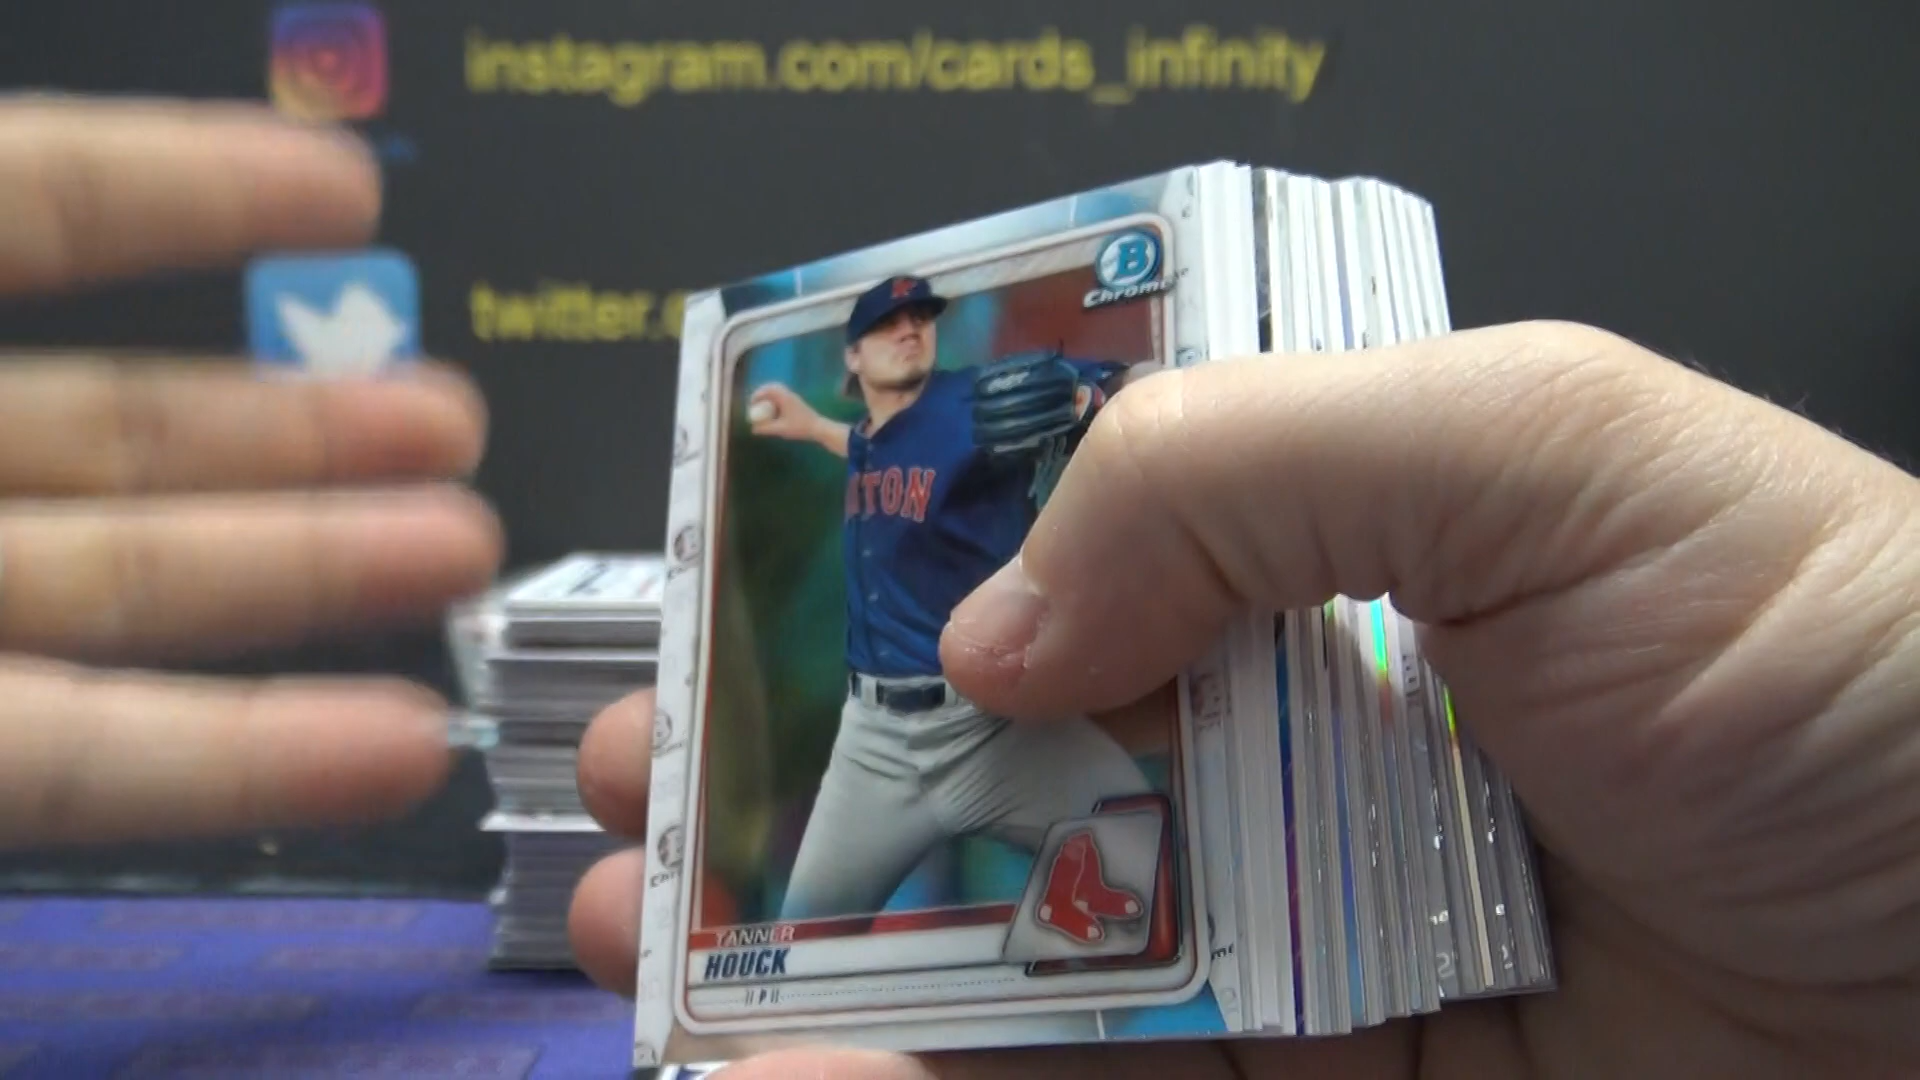 instagram.com/cards_infinity
twitter.c
B
Chrome
TON
TANNER
HOUCK